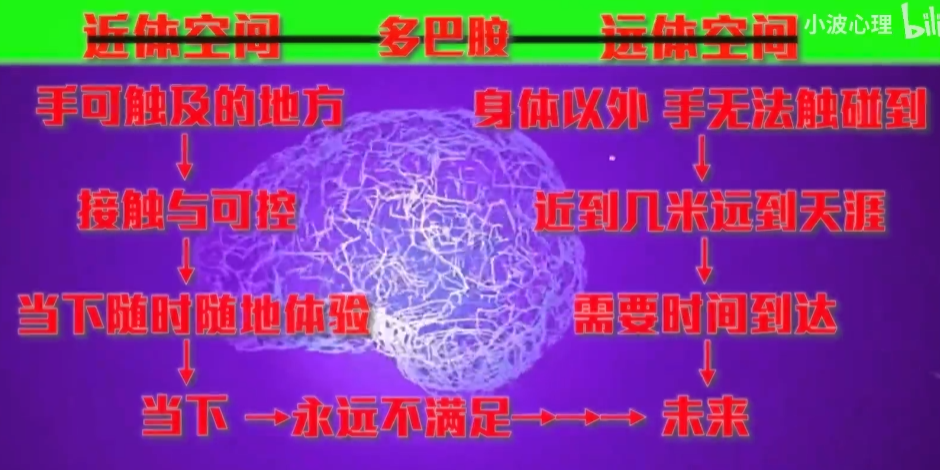 近体空间 多巴胺 远体空间 小波心理 bili
手可触及的地方 身体以外 手无法触碰到
接触与可控 近到几米远到天涯
当下随时随地体验 需要时间到达
当下→永远不满足→→→未来